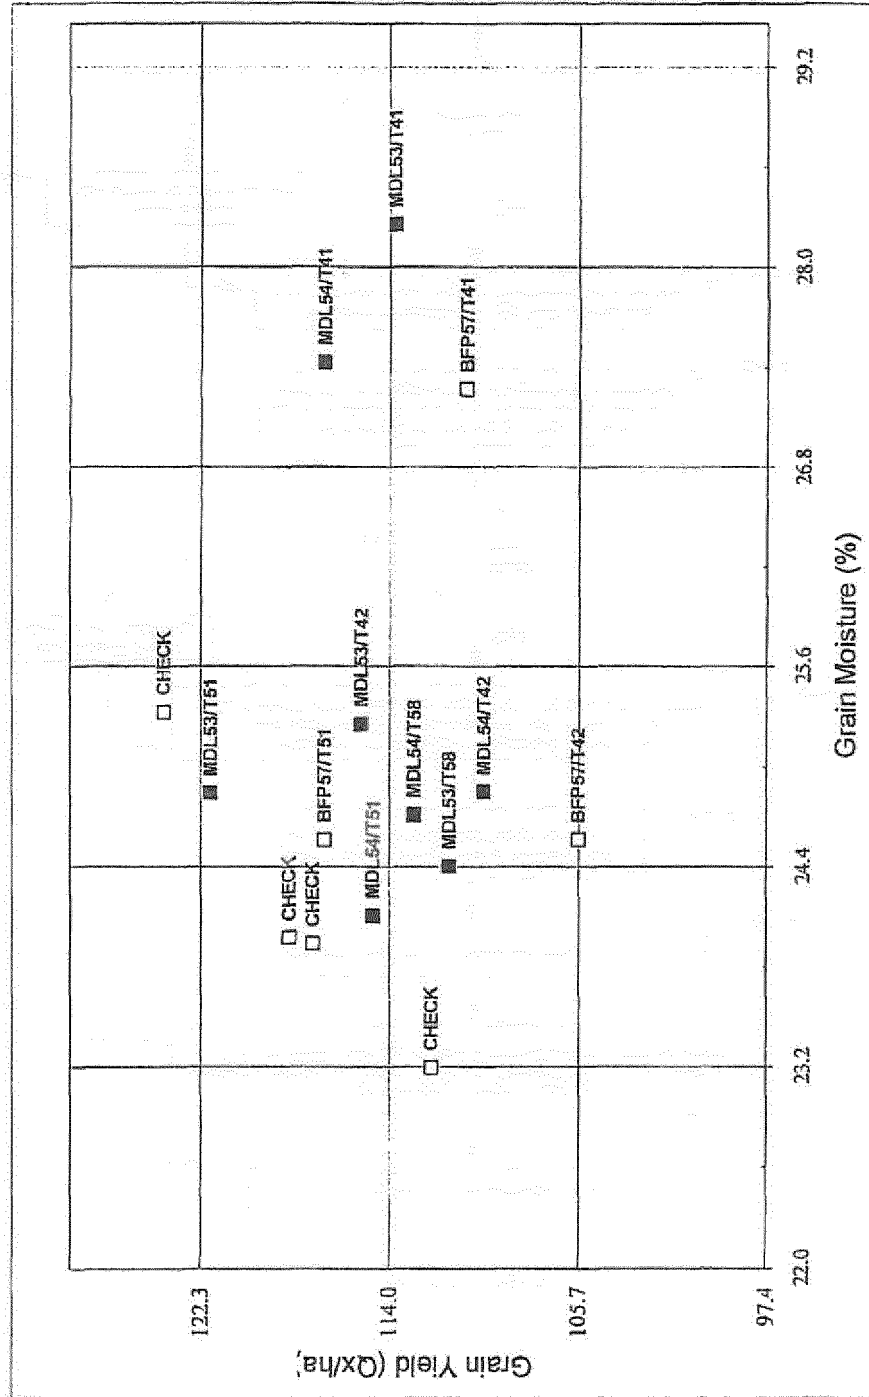 Grain Yield (Qx/ha,
122.3
114.0
105.7
97.4
CHECK
MDL53/T51
CHECK
CHECK
BFP57/T51
MDL54/T41
MDL53/T42
MDL54/T51
MDL53/T41
MDL54/T58
CHECK
MDL53/T58
BFP57/T41
MDL54/T42
BFP57/T42
22.0
23.2
24.4
25.6
26.8
28.0
29.2
Grain Moisture (%)